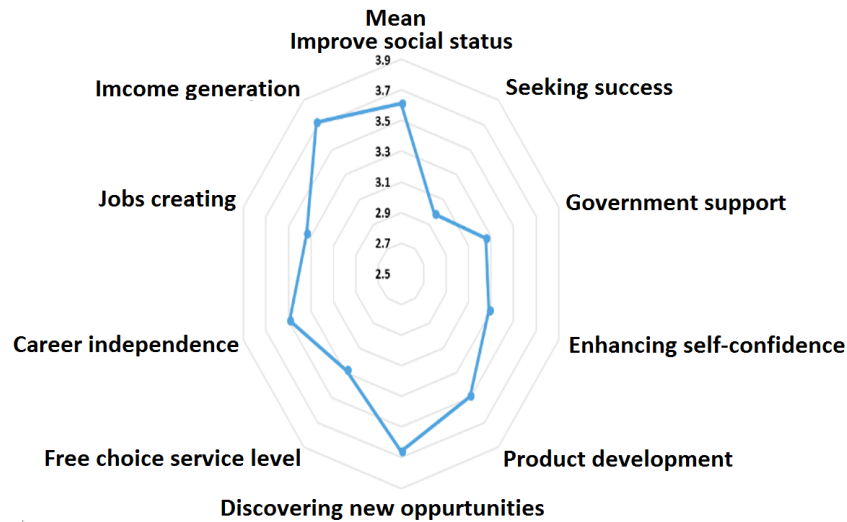 Mean
Improve social status
3.9
Imcome generation
Seeking success
3.7
3.5
3.3
3.1
Jobs creating
Government support
2.9
2.7
2.5
Career independence
Enhancing self-confidence
Free choice service level
Product development
Discovering new oppurtunities